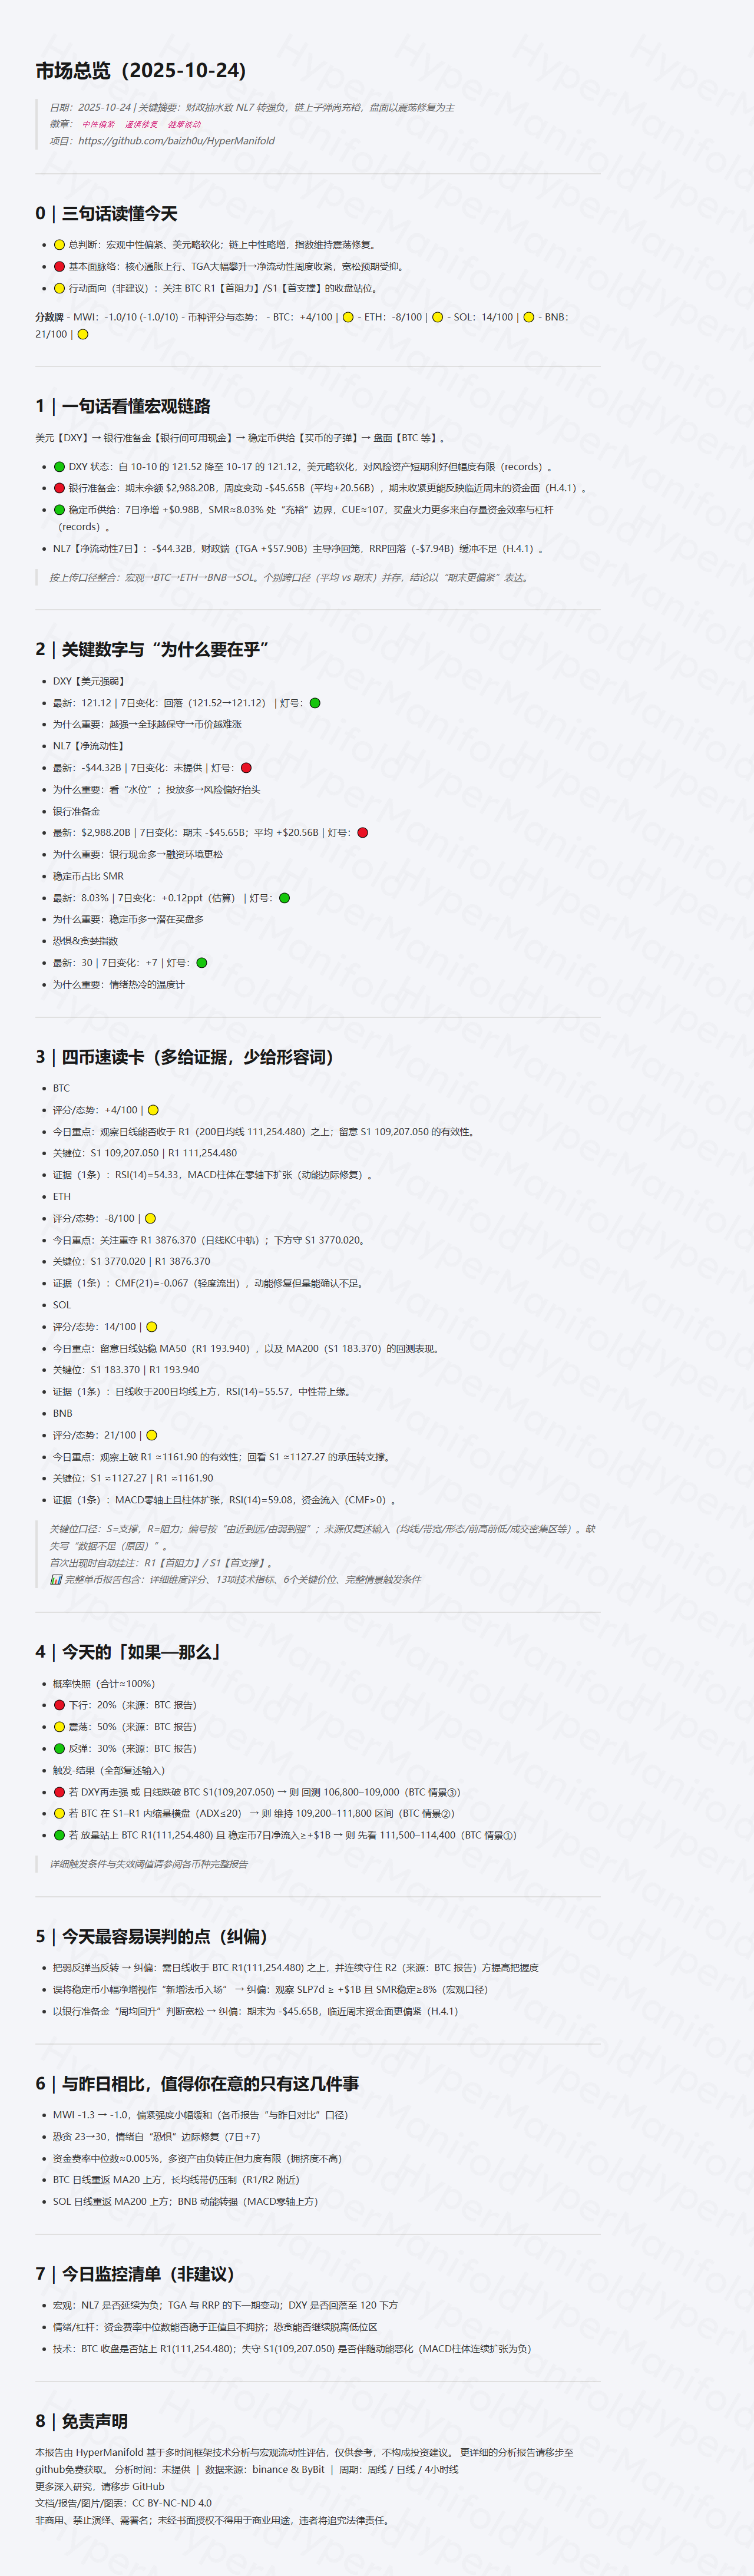 市场总览（2025-10-24）
日期：2025-10-24 | 关键摘要：财政抽水致 NL7 转强负，链上子弹尚充裕，盘面以震荡修复为主
徽章： 中性偏紧 谨慎修复 健康波动
项目：https://github.com/baizh0u/HyperManifold
0｜三句话读懂今天
🟡 总判断：宏观中性偏紧、美元略软化；链上中性略增，指数维持震荡修复。
🔴 基本面脉络：核心通胀上行、TGA大幅攀升→净流动性周度收紧，宽松预期受抑。
🟡 行动面向（非建议）：关注 BTC R1【首阻力】/S1【首支撑】的收盘站位。
分数牌 - MWI：-1.0/10 (-1.0/10) - 币种评分与态势： - BTC：+4/100｜🟡 - ETH：-8/100｜🟡 - SOL：14/100｜🟡 - BNB：
21/100｜🟡
1｜一句话看懂宏观链路
美元【DXY】→ 银行准备金【银行间可用现金】→ 稳定币供给【买币的子弹】→ 盘面【BTC 等】。
🟢 DXY 状态：自 10-10 的 121.52 降至 10-17 的 121.12，美元略软化，对风险资产短期利好但幅度有限（records）。
🔴 银行准备金：期末余额 $2,988.20B，周度变动 -$45.65B（平均+20.56B），期末收紧更能反映临近周末的资金面（H.4.1）。
🟢 稳定币供给：7日净增 +$0.98B，SMR≈8.03% 处“充裕”边界，CUE≈107，买盘火力更多来自存量资金效率与杠杆
（records）。
NL7【净流动性7日】：-$44.32B，财政端（TGA +$57.90B）主导净回笼，RRP回落（-$7.94B）缓冲不足（H.4.1）。
按上传口径整合：宏观→BTC→ETH→BNB→SOL。个别跨口径（平均 vs 期末）并存，结论以“期末更偏紧”表达。
2｜关键数字与“为什么要在乎”
DXY【美元强弱】
最新：121.12｜7日变化：回落（121.52→121.12）｜灯号：🟢
为什么重要：越强→全球越保守→币价越难涨
NL7【净流动性】
最新：-$44.32B｜7日变化：未提供｜灯号：🔴
为什么重要：看“水位”；投放多→风险偏好抬头
银行准备金
最新：$2,988.20B｜7日变化：期末 -$45.65B；平均 +$20.56B｜灯号：🔴
为什么重要：银行现金多→融资环境更松
稳定币占比 SMR
最新：8.03%｜7日变化：+0.12ppt（估算）｜灯号：🟢
为什么重要：稳定币多→潜在买盘多
恐惧&贪婪指数
最新：30｜7日变化：+7｜灯号：🟢
为什么重要：情绪热冷的温度计
3｜四币速读卡（多给证据，少给形容词）
BTC
评分/态势：+4/100｜🟡
今日重点：观察日线能否收于 R1（200日均线 111,254.480）之上；留意 S1 109,207.050 的有效性。
关键位：S1 109,207.050｜R1 111,254.480
证据（1条）：RSI(14)=54.33，MACD柱体在零轴下扩张（动能边际修复）。
ETH
评分/态势：-8/100｜🟡
今日重点：关注重夺 R1 3876.370（日线KC中轨）；下方守 S1 3770.020。
关键位：S1 3770.020｜R1 3876.370
证据（1条）：CMF(21)=-0.067（轻度流出），动能修复但量能确认不足。
SOL
评分/态势：14/100｜🟡
今日重点：留意日线站稳 MA50（R1 193.940），以及 MA200（S1 183.370）的回测表现。
关键位：S1 183.370｜R1 193.940
证据（1条）：日线收于200日均线上方，RSI(14)=55.57，中性带上缘。
BNB
评分/态势：21/100｜🟡
今日重点：观察上破 R1 ≈1161.90 的有效性；回看 S1 ≈1127.27 的承压转支撑。
关键位：S1 ≈1127.27｜R1 ≈1161.90
证据（1条）：MACD零轴上且柱体扩张，RSI(14)=59.08，资金流入（CMF>0）。
关键位口径：S=支撑，R=阻力；编号按“由近到远/由弱到强”；来源仅复述输入（均线/带宽/形态/前高前低/成交密集区等）。缺
失写“数据不足（原因）”。
首次出现时自动挂注：R1【首阻力】/ S1【首支撑】。
📊 完整单币报告包含：详细维度评分、13项技术指标、6个关键价位、完整情景触发条件
4｜今天的「如果—那么」
概率快照（合计≈100%）
🔴 下行：20%（来源：BTC 报告）
🟡 震荡：50%（来源：BTC 报告）
🟢 反弹：30%（来源：BTC 报告）
触发-结果（全部复述输入）
🔴 若 DXY再走强 或 日线跌破 BTC S1(109,207.050) → 则 回测 106,800–109,000（BTC 情景③）
🟡 若 BTC 在 S1–R1 内缩量横盘（ADX≤20） → 则 维持 109,200–111,800 区间（BTC 情景②）
🟢 若 放量站上 BTC R1(111,254.480) 且 稳定币7日净流入≥+$1B → 则 先看 111,500–114,400（BTC 情景①）
详细触发条件与失效阈值请参阅各币种完整报告
5｜今天最容易误判的点（纠偏）
把弱反弹当反转 → 纠偏：需日线收于 BTC R1(111,254.480) 之上，并连续守住 R2（来源：BTC 报告）方提高把握度
误将稳定币小幅净增视作“新增法币入场” → 纠偏：观察 SLP7d ≥ +$1B 且 SMR稳定≥8%（宏观口径）
以银行准备金“周均回升”判断宽松 → 纠偏：期末为 -$45.65B，临近周末资金面更偏紧（H.4.1）
6｜与昨日相比，值得你在意的只有这几件事
MWI -1.3 → -1.0，偏紧强度小幅缓和（各币报告“与昨日对比”口径）
恐贪 23→30，情绪自“恐惧”边际修复（7日+7）
资金费率中位数≈0.005%，多资产由负转正但力度有限（拥挤度不高）
BTC 日线重返 MA20 上方，长均线带仍压制（R1/R2 附近）
SOL 日线重返 MA200 上方；BNB 动能转强（MACD零轴上方）
7｜今日监控清单（非建议）
宏观：NL7 是否延续为负；TGA 与 RRP 的下一期变动；DXY 是否回落至 120 下方
情绪/杠杆：资金费率中位数能否稳于正值且不拥挤；恐贪能否继续脱离低位区
技术：BTC 收盘是否站上 R1(111,254.480)；失守 S1(109,207.050) 是否伴随动能恶化（MACD柱体连续扩张为负）
8｜免责声明
本报告由 HyperManifold 基于多时间框架技术分析与宏观流动性评估，仅供参考，不构成投资建议。 更详细的分析报告请移步至
github免费获取。 分析时间：未提供 ｜ 数据来源：binance & ByBit ｜ 周期：周线 / 日线 / 4小时线
更多深入研究，请移步 GitHub
文档/报告/图片/图表：CC BY-NC-ND 4.0
非商用、禁止演绎、需署名；未经书面授权不得用于商业用途，违者将追究法律责任。